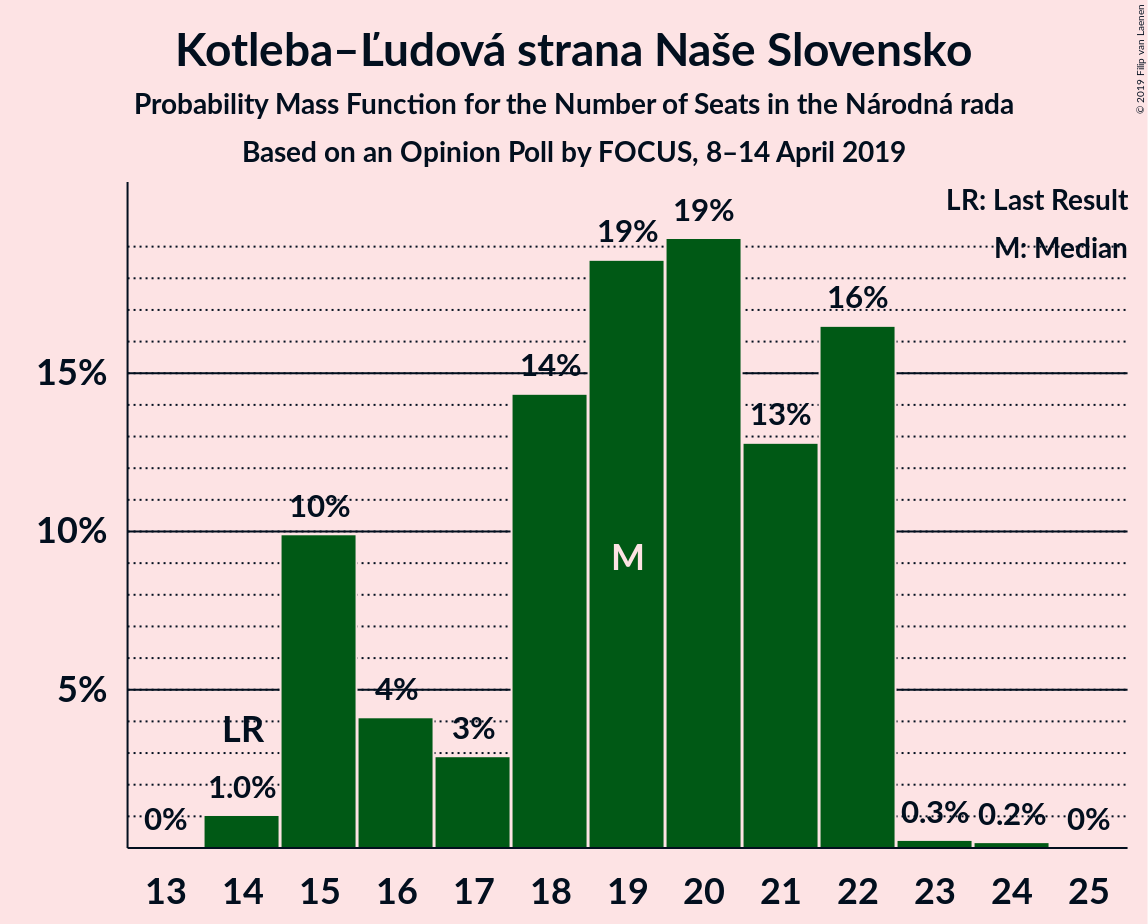 Kotleba–Ľudová strana Naše Slovensko
Probability Mass Function for the Number of Seats in the Národná rada
Based on an Opinion Poll by FOCUS, 8–14 April 2019
© 2019 Filip van Laenen
LR: Last Result
M: Median
15%
10%
5%
0%
LR
1.0%
10%
4%
3%
14%
19%
M
19%
13%
16%
0.3%
0.2%
0%
13 14 15 16 17 18 19 20 21 22 23 24 25